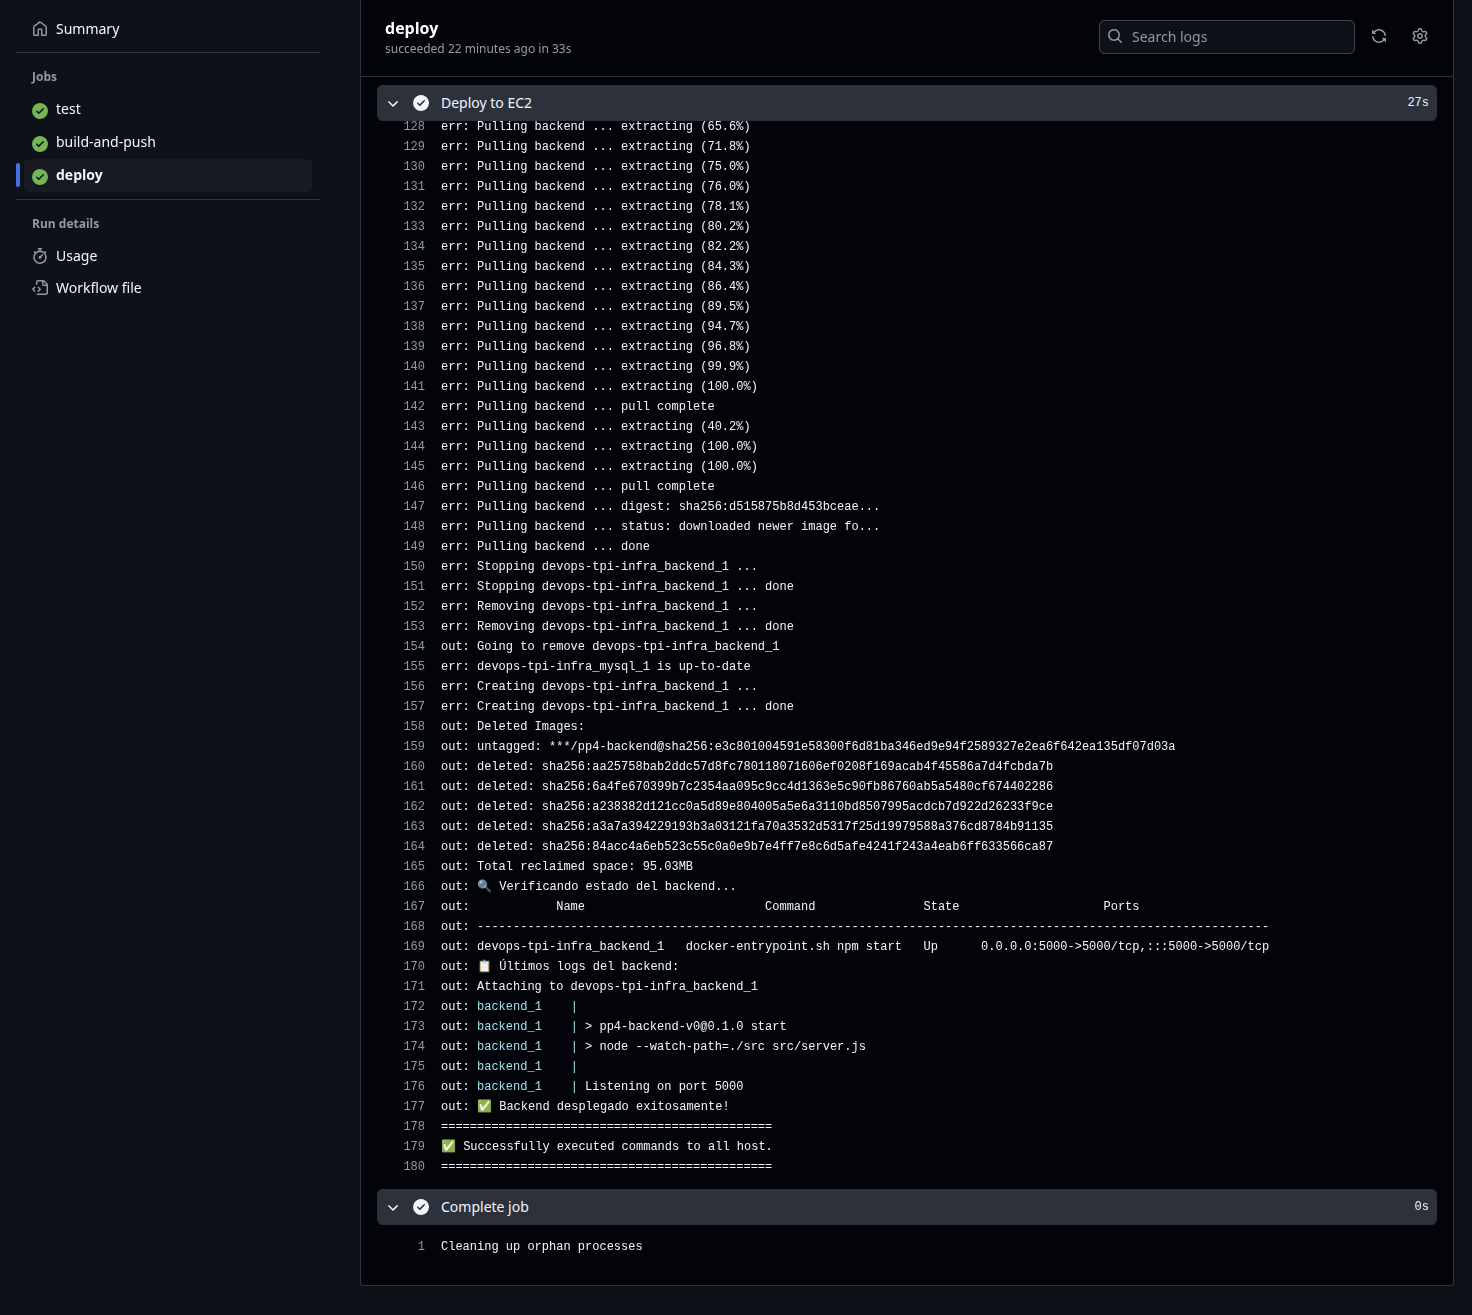 Summary
Jobs
test
build-and-push
deploy
Run details
Usage
Workflow file
deploy
succeeded 22 minutes ago in 33s
Search logs
Deploy to EC2 27s
128 err: Pulling backend ... extracting (65.6%)
129 err: Pulling backend ... extracting (71.8%)
130 err: Pulling backend ... extracting (75.0%)
131 err: Pulling backend ... extracting (76.0%)
132 err: Pulling backend ... extracting (78.1%)
133 err: Pulling backend ... extracting (80.2%)
134 err: Pulling backend ... extracting (82.2%)
135 err: Pulling backend ... extracting (84.3%)
136 err: Pulling backend ... extracting (86.4%)
137 err: Pulling backend ... extracting (89.5%)
138 err: Pulling backend ... extracting (94.7%)
139 err: Pulling backend ... extracting (96.8%)
140 err: Pulling backend ... extracting (99.9%)
141 err: Pulling backend ... extracting (100.0%)
142 err: Pulling backend ... pull complete
143 err: Pulling backend ... extracting (40.2%)
144 err: Pulling backend ... extracting (100.0%)
145 err: Pulling backend ... extracting (100.0%)
146 err: Pulling backend ... pull complete
147 err: Pulling backend ... digest: sha256:d515875b8d453bceae...
148 err: Pulling backend ... status: downloaded newer image fo...
149 err: Pulling backend ... done
150 err: Stopping devops-tpi-infra_backend_1 ...
151 err: Stopping devops-tpi-infra_backend_1 ... done
152 err: Removing devops-tpi-infra_backend_1 ...
153 err: Removing devops-tpi-infra_backend_1 ... done
154 out: Going to remove devops-tpi-infra_backend_1
155 err: devops-tpi-infra_mysql_1 is up-to-date
156 err: Creating devops-tpi-infra_backend_1 ...
157 err: Creating devops-tpi-infra_backend_1 ... done
158 out: Deleted Images:
159 out: untagged: ***/pp4-backend@sha256:e3c801004591e58300f6d81ba346ed9e94f2589327e2ea6f642ea135df07d03a
160 out: deleted: sha256:aa25758bab2ddc57d8fc780118071606ef0208f169acab4f45586a7d4fcbda7b
161 out: deleted: sha256:6a4fe670399b7c2354aa095c9cc4d1363e5c90fb86760ab5a5480cf674402286
162 out: deleted: sha256:a238382d121cc0a5d89e804005a5e6a3110bd8507995acdcb7d922d26233f9ce
163 out: deleted: sha256:a3a7a394229193b3a03121fa70a3532d5317f25d19979588a376cd8784b91135
164 out: deleted: sha256:84acc4a6eb523c55c0a0e9b7e4ff7e8c6d5afe4241f243a4eab6ff633566ca87
165 out: Total reclaimed space: 95.03MB
166 out: 🔍 Verificando estado del backend...
167 out: Name Command State Ports
168 out: --------------------------------------------------------------------------------------------------------------
169 out: devops-tpi-infra_backend_1 docker-entrypoint.sh npm start Up 0.0.0.0:5000->5000/tcp,:::5000->5000/tcp
170 out: 📋 Últimos logs del backend:
171 out: Attaching to devops-tpi-infra_backend_1
172 out: backend_1 |
173 out: backend_1 | > pp4-backend-v0@0.1.0 start
174 out: backend_1 | > node --watch-path=./src src/server.js
175 out: backend_1 |
176 out: backend_1 | Listening on port 5000
177 out: ✅ Backend desplegado exitosamente!
178 ==============================================
179 ✅ Successfully executed commands to all host.
180 ==============================================
Complete job 0s
1 Cleaning up orphan processes